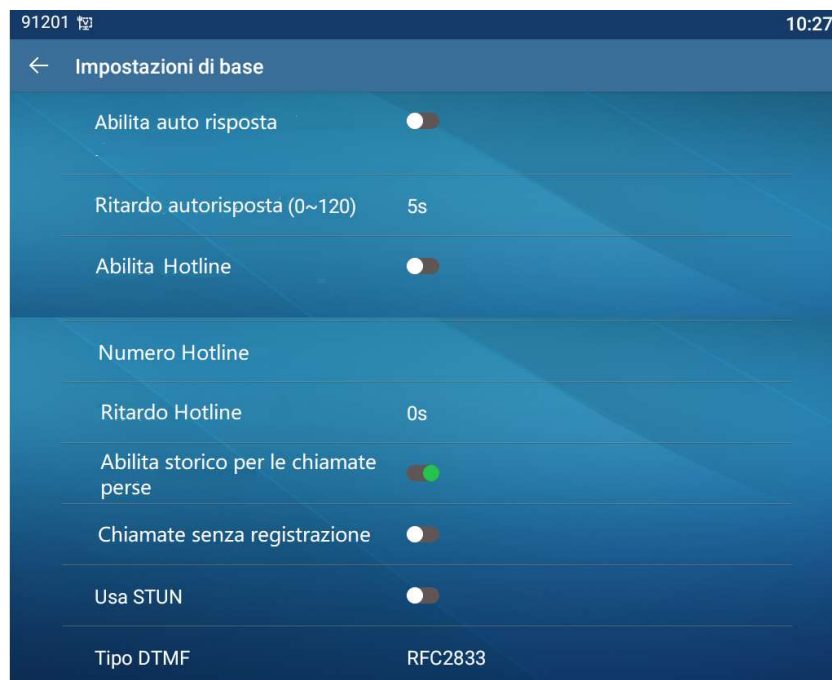 91201
10:27
Impostazioni di base
Abilita auto risposta
Ritardo autorisposta (0~120) 5s
Abilita Hotline
Numero Hotline
Ritardo Hotline 0s
Abilita storico per le chiamate
perse
Chiamate senza registrazione
Usa STUN
Tipo DTMF RFC2833